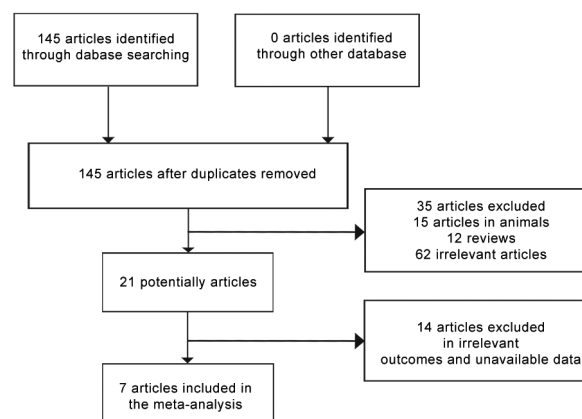 145 articles identified
through dabase searching
0 articles identified
through other database
145 articles after duplicates removed
35 articles excluded
15 articles in animals
12 reviews
62 irrelevant articles
21 potentially articles
14 articles excluded
in irrelevant
outcomes and unavailable data
7 articles included in
the meta-analysis